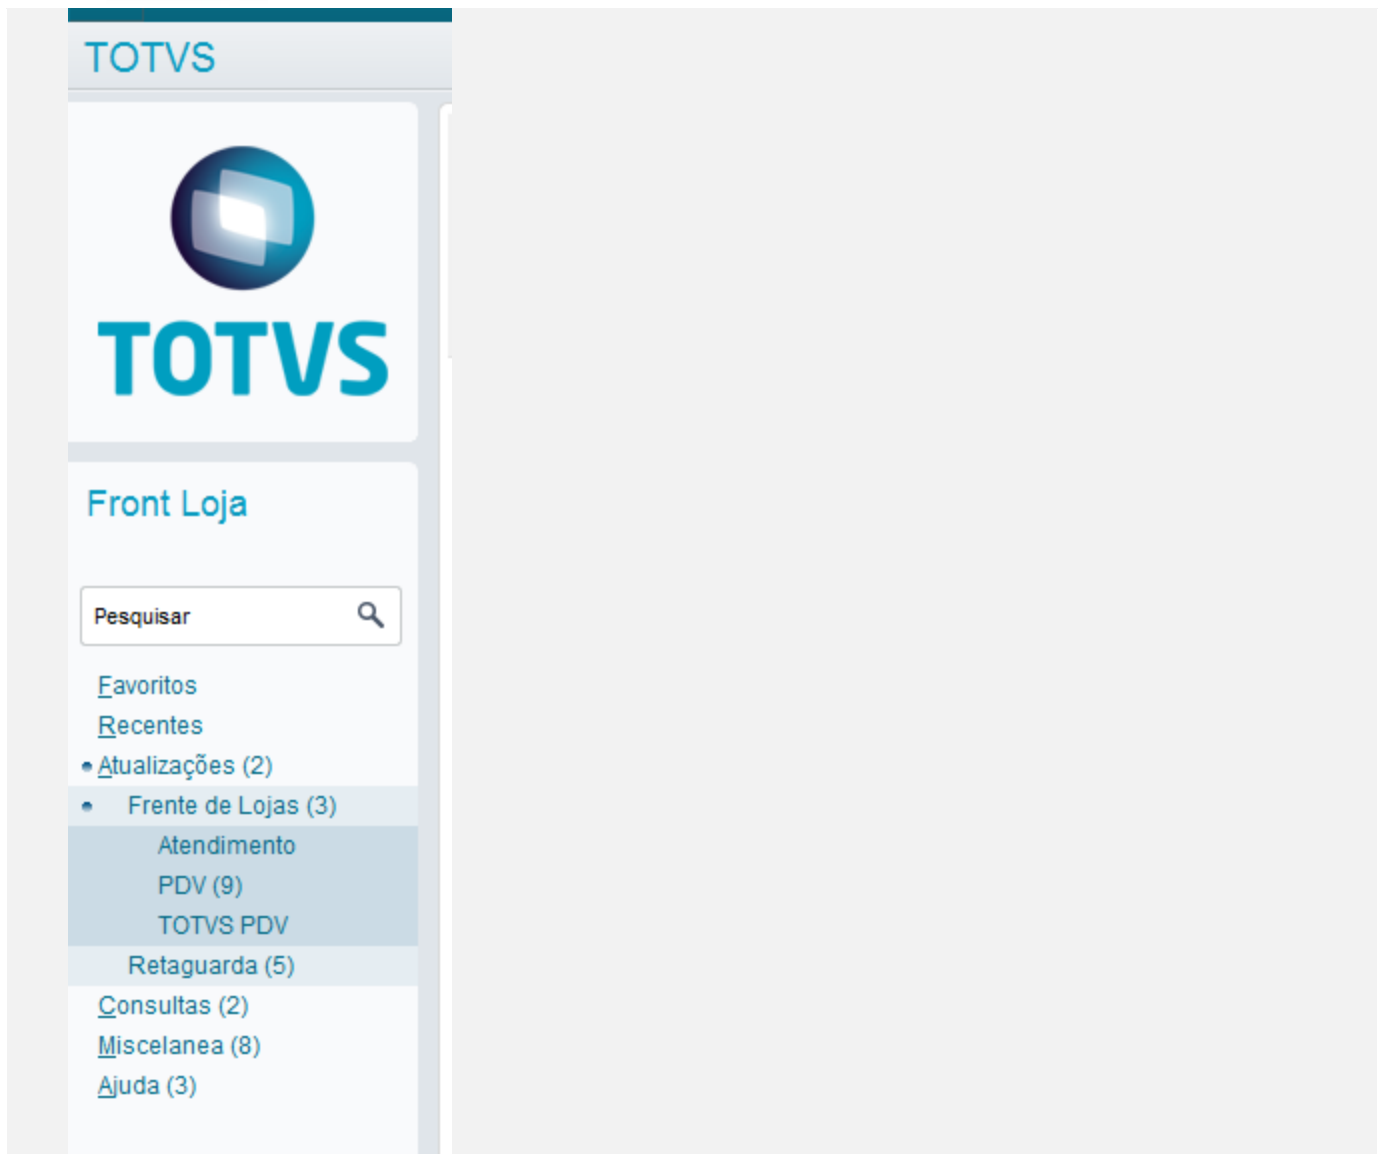 TOTVS
TOTVS
Front Loja
Pesquisar
Favoritos
Recentes
Atualizações (2)
Frente de Lojas (3)
Atendimento
PDV (9)
TOTVS PDV
Retaguarda (5)
Consultas (2)
Miscelanea (8)
Ajuda (3)